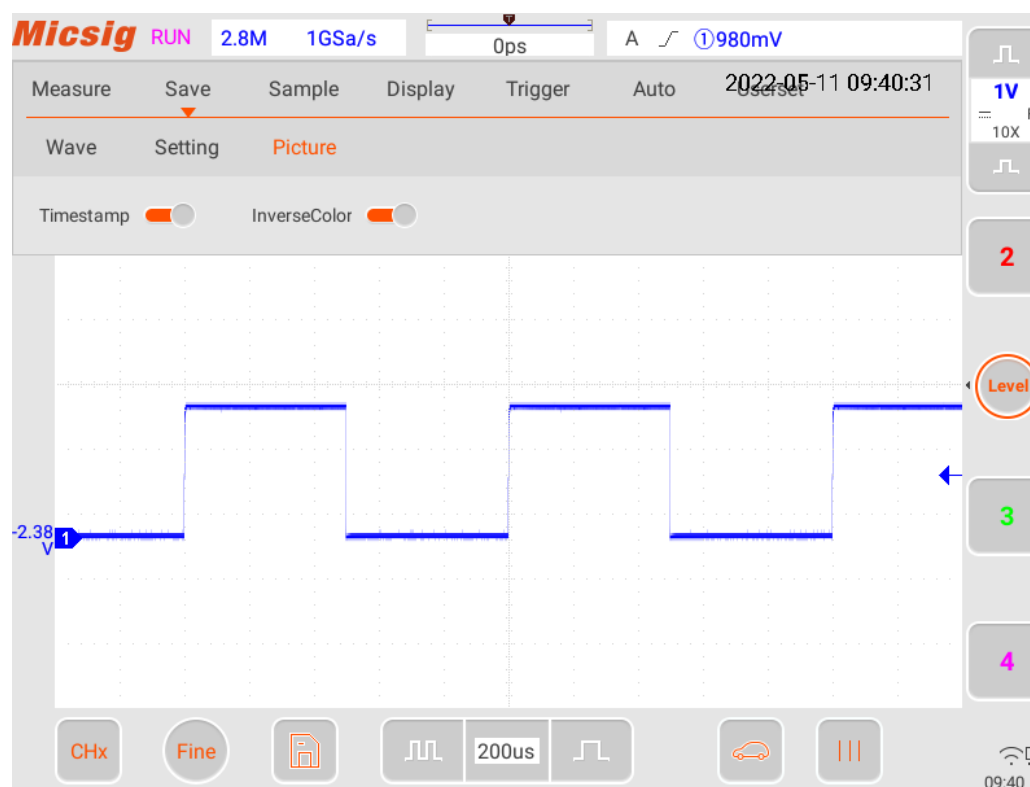 Micsig RUN 2.8M 1GSa/s T 0ps A ①980mV
Measure Save Sample Display Trigger Auto Userset 2022-05-11 09:40:31
Wave Setting Picture
Timestamp InverseColor
1V
10X
2
Level
-2.38
V
1
3
4
CHx Fine 200us
09:40